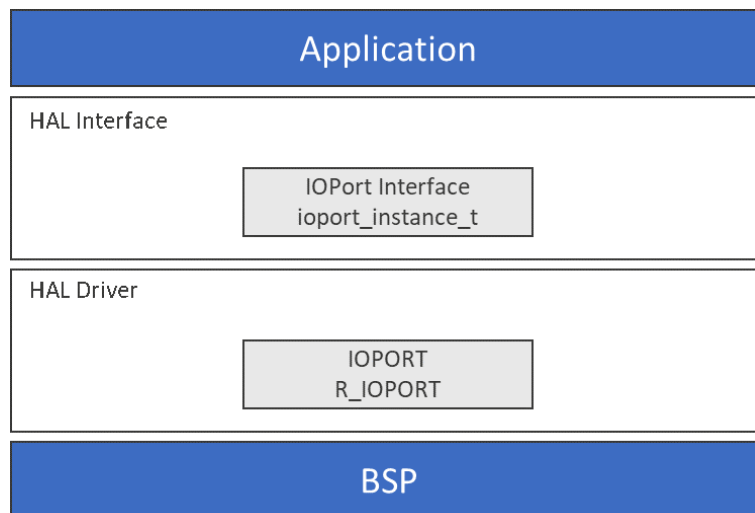 Application
HAL Interface
IOPort Interface
ioport_instance_t
HAL Driver
IOPORT
R_IOPORT
BSP